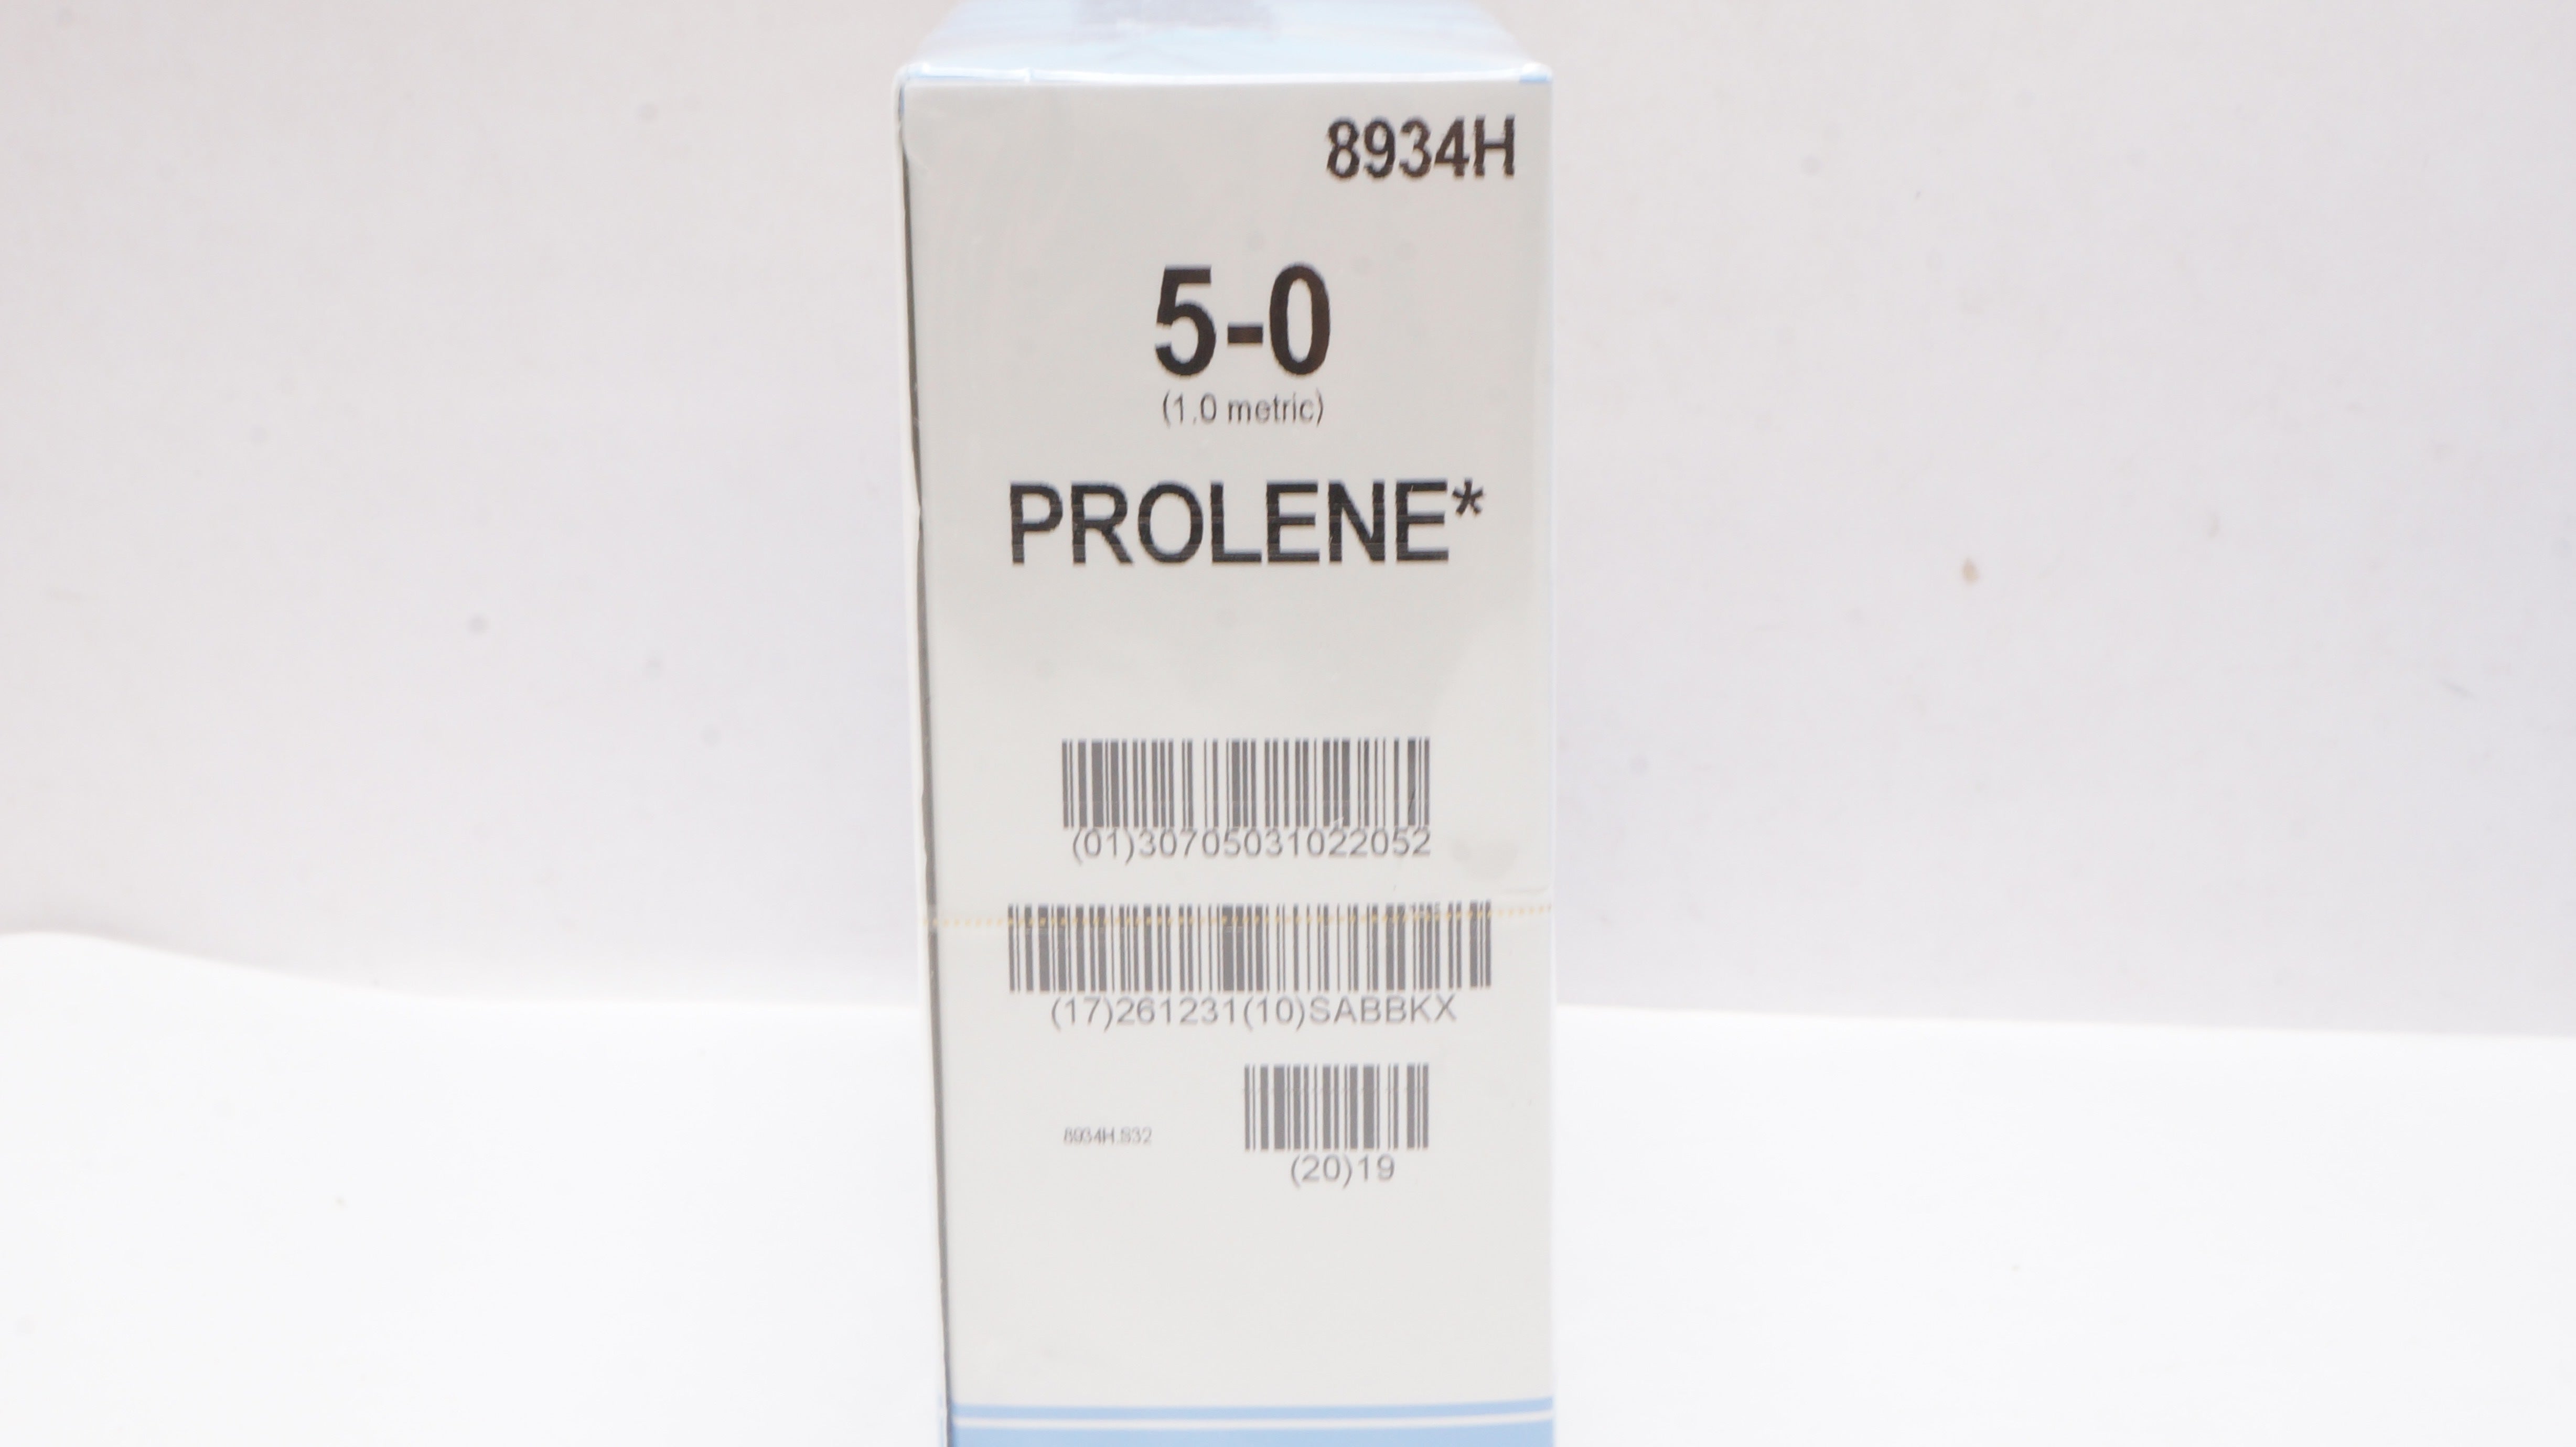 8934H
5-0
(1.0 metric)
PROLENE*
(01)30705031022052
(17)261231(10)SABBKX
8934H.S32
(20)19